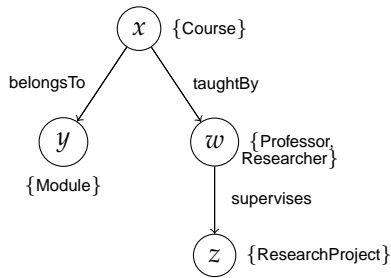 x {Course}
belongsTo taughtBy
y w {Professor,
Researcher}
{Module}
supervises
z {ResearchProject}